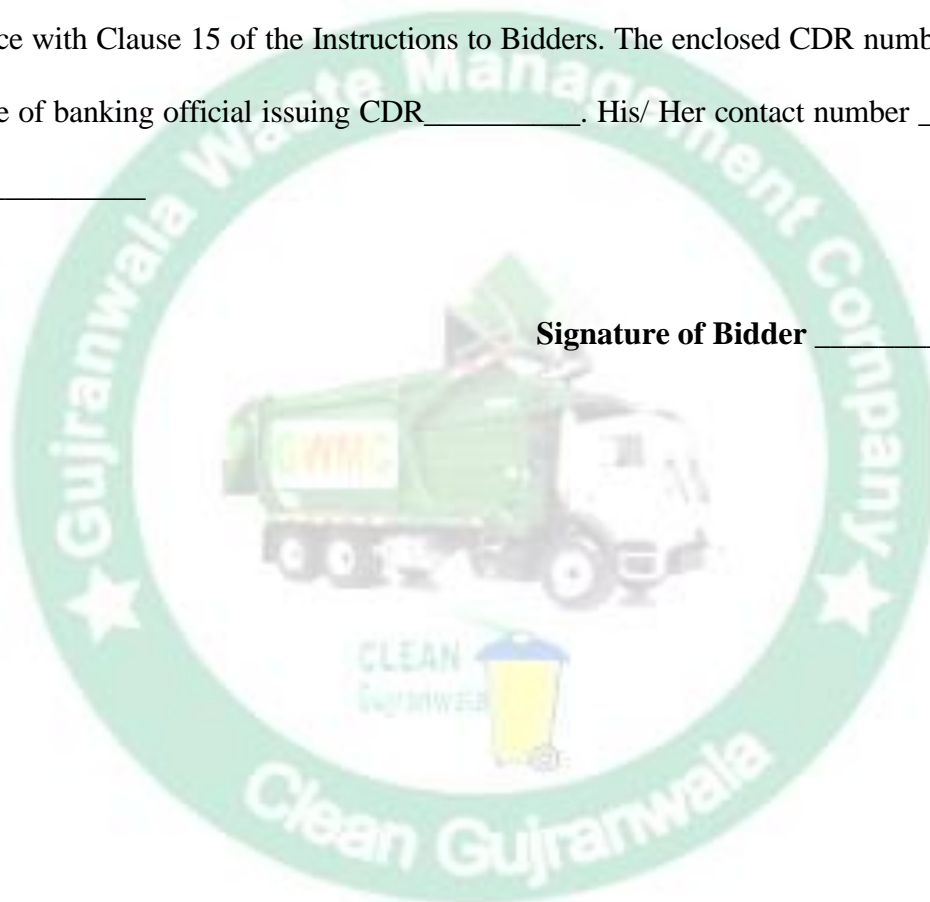 ce with Clause 15 of the Instructions to Bidders. The enclosed CDR numb
e of banking official issuing CDR__________. His/ Her contact number _
__________
Signature of Bidder ________
Gujranwala Waste Management Company
GWMC
CLEAN
Gujranwala
Clean Gujranwala